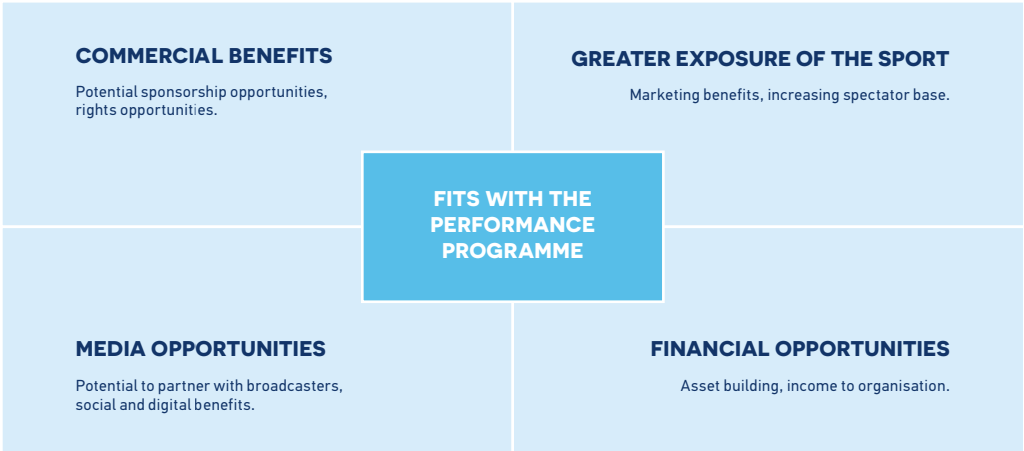 COMMERCIAL BENEFITS
Potential sponsorship opportunities,
rights opportunities.
GREATER EXPOSURE OF THE SPORT
Marketing benefits, increasing spectator base.
FITS WITH THE
PERFORMANCE
PROGRAMME
MEDIA OPPORTUNITIES
Potential to partner with broadcasters,
social and digital benefits.
FINANCIAL OPPORTUNITIES
Asset building, income to organisation.